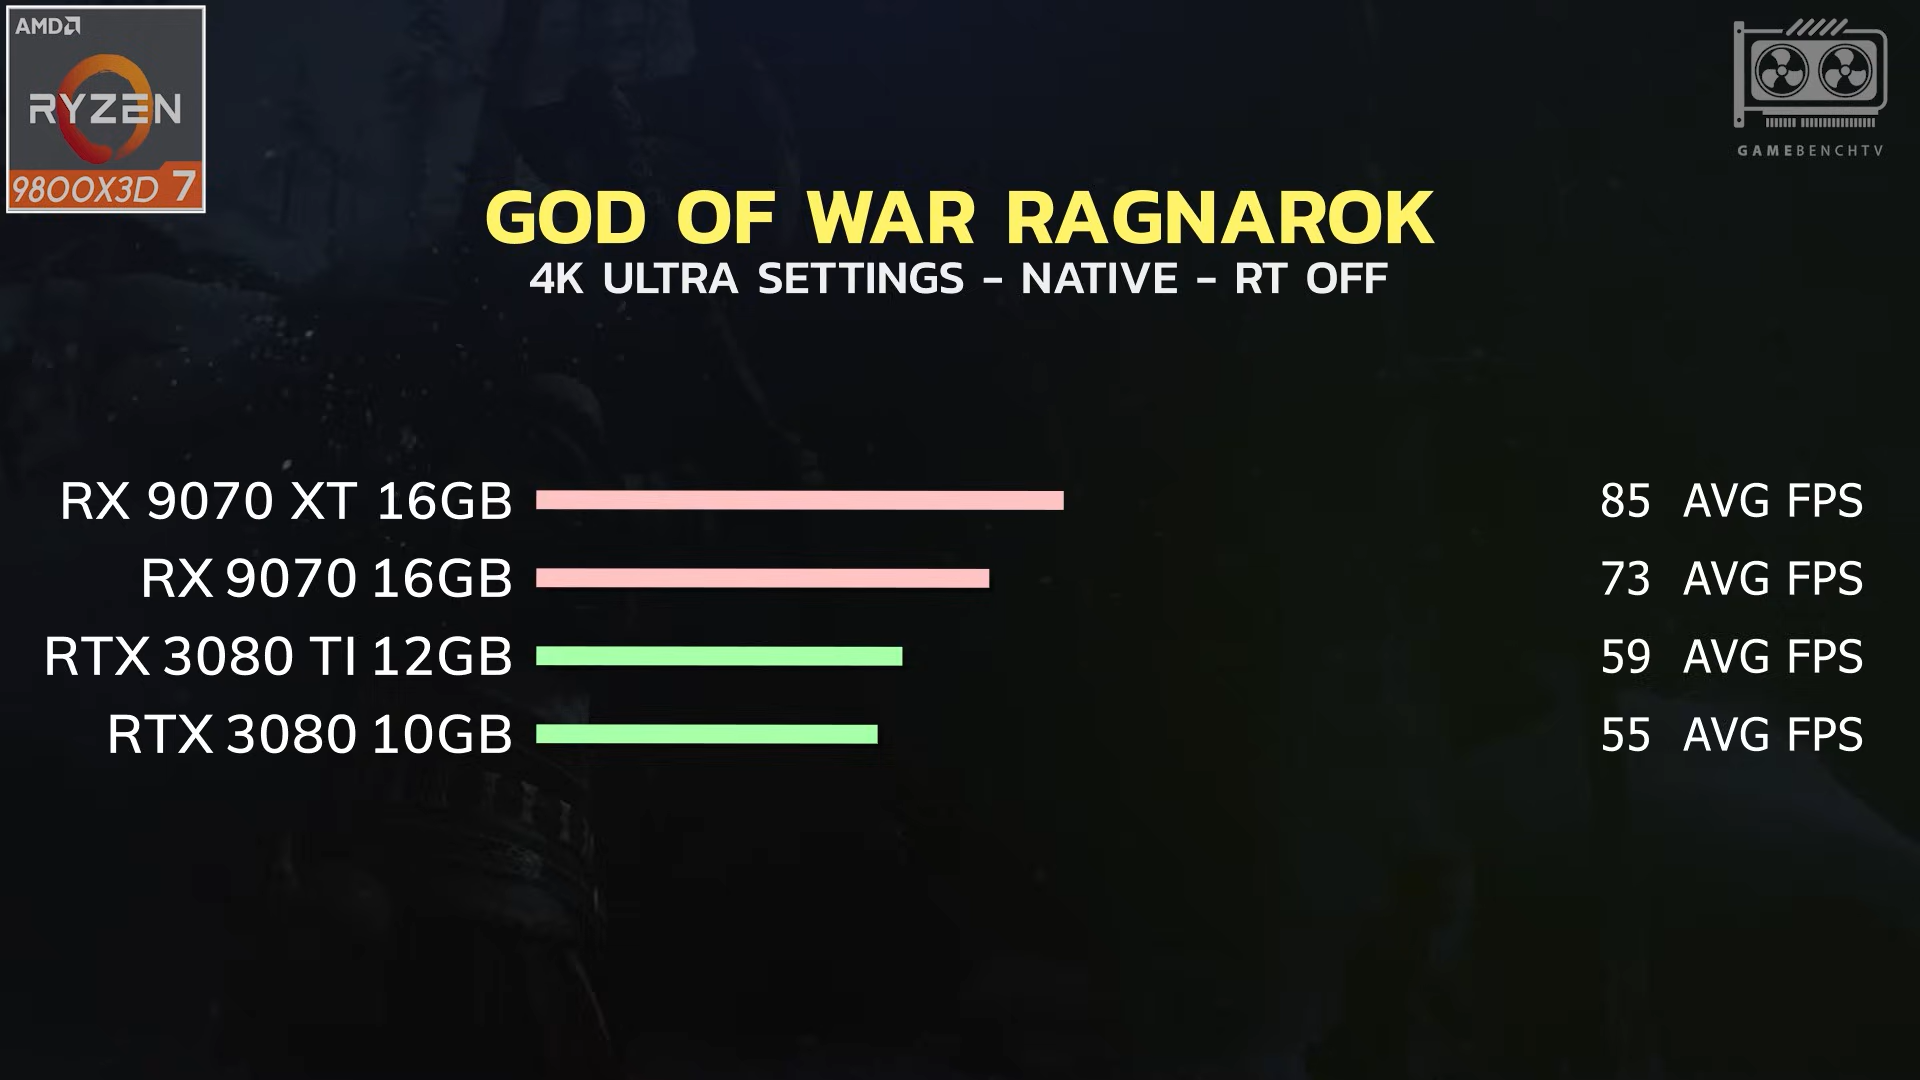 AMD
RYZEN
9800X3D 7
GAMEBENCHTV
GOD OF WAR RAGNAROK
4K ULTRA SETTINGS - NATIVE - RT OFF
RX 9070 XT 16GB 85 AVG FPS
RX 9070 16GB 73 AVG FPS
RTX 3080 TI 12GB 59 AVG FPS
RTX 3080 10GB 55 AVG FPS